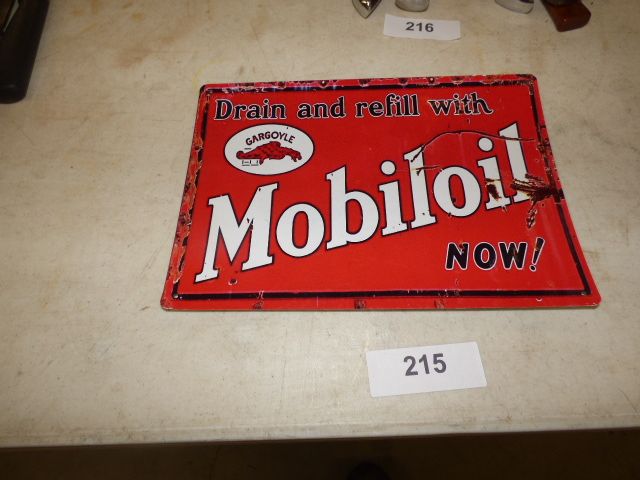 216
Drain and refill with
GARGOYLE
Mobiloil
NOW!
215